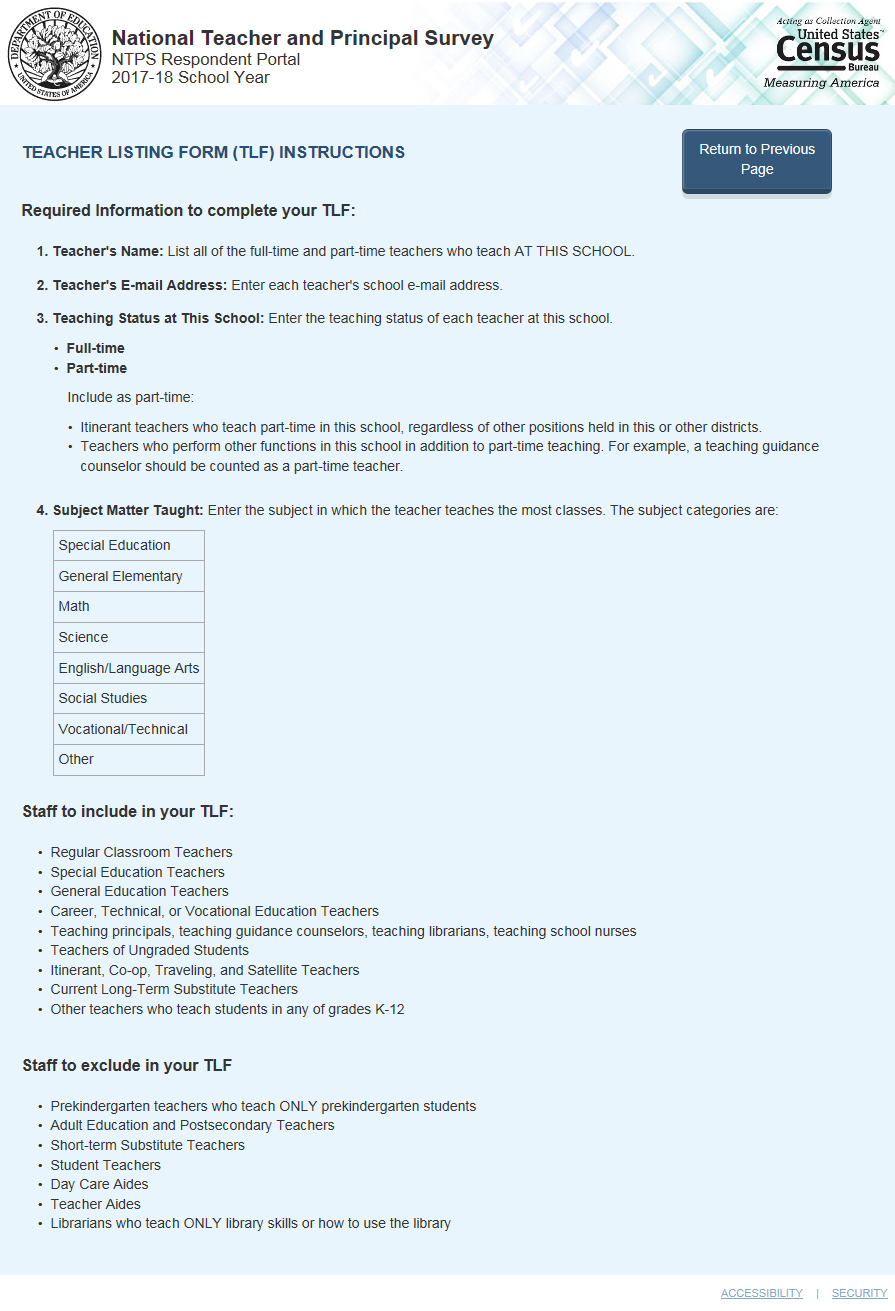 DEPARTMENT OF EDUCATION
UNITED STATES OF AMERICA
National Teacher and Principal Survey
NTPS Respondent Portal
2017-18 School Year
Acting as Collection Agent
United States™
Census
Bureau
Measuring America
TEACHER LISTING FORM (TLF) INSTRUCTIONS
Return to Previous
Page
Required Information to complete your TLF:
1. Teacher's Name: List all of the full-time and part-time teachers who teach AT THIS SCHOOL.
2. Teacher's E-mail Address: Enter each teacher's school e-mail address.
3. Teaching Status at This School: Enter the teaching status of each teacher at this school.
• Full-time
• Part-time
Include as part-time:
• Itinerant teachers who teach part-time in this school, regardless of other positions held in this or other districts.
• Teachers who perform other functions in this school in addition to part-time teaching. For example, a teaching guidance
counselor should be counted as a part-time teacher.
4. Subject Matter Taught: Enter the subject in which the teacher teaches the most classes. The subject categories are:
Special Education
General Elementary
Math
Science
English/Language Arts
Social Studies
Vocational/Technical
Other
Staff to include in your TLF:
• Regular Classroom Teachers
• Special Education Teachers
• General Education Teachers
• Career, Technical, or Vocational Education Teachers
• Teaching principals, teaching guidance counselors, teaching librarians, teaching school nurses
• Teachers of Ungraded Students
• Itinerant, Co-op, Traveling, and Satellite Teachers
• Current Long-Term Substitute Teachers
• Other teachers who teach students in any of grades K-12
Staff to exclude in your TLF
• Prekindergarten teachers who teach ONLY prekindergarten students
• Adult Education and Postsecondary Teachers
• Short-term Substitute Teachers
• Student Teachers
• Day Care Aides
• Teacher Aides
• Librarians who teach ONLY library skills or how to use the library
ACCESSIBILITY | SECURITY